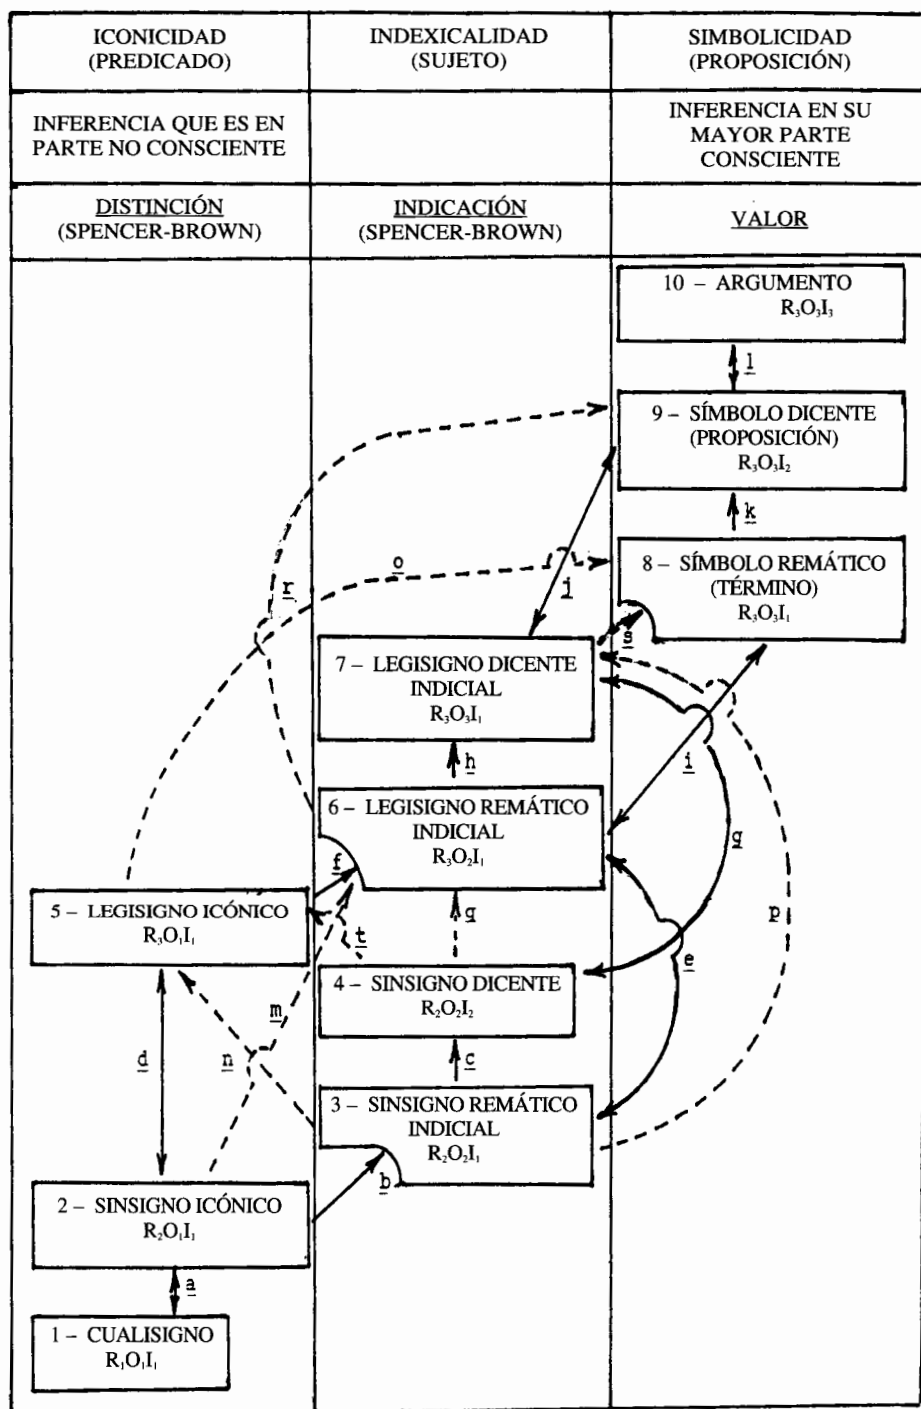 ICONICIDAD
(PREDICADO)
INDEXICALIDAD
(SUJETO)
SIMBOLICIDAD
(PROPOSICIÓN)
INFERENCIA QUE ES EN
PARTE NO CONSCIENTE
INFERENCIA EN SU
MAYOR PARTE
CONSCIENTE
DISTINCIÓN
(SPENCER-BROWN)
INDICACIÓN
(SPENCER-BROWN)
VALOR
10 – ARGUMENTO
R₃O₃I₃
l
9 – SÍMBOLO DICENTE
(PROPOSICIÓN)
R₃O₃I₂
k
o
j
r
8 – SÍMBOLO REMÁTICO
(TÉRMINO)
R₃O₃I₁
s
7 – LEGISIGNO DICENTE
INDICIAL
R₃O₃I₁
h
i
6 – LEGISIGNO REMÁTICO
INDICIAL
R₃O₂I₁
g
f
5 – LEGISIGNO ICÓNICO
R₃O₁I₁
t
q
p
e
4 – SINSIGNO DICENTE
R₂O₂I₂
m
d
n
c
3 – SINSIGNO REMÁTICO
INDICIAL
R₂O₂I₁
b
2 – SINSIGNO ICÓNICO
R₂O₁I₁
a
1 – CUALISIGNO
R₁O₁I₁